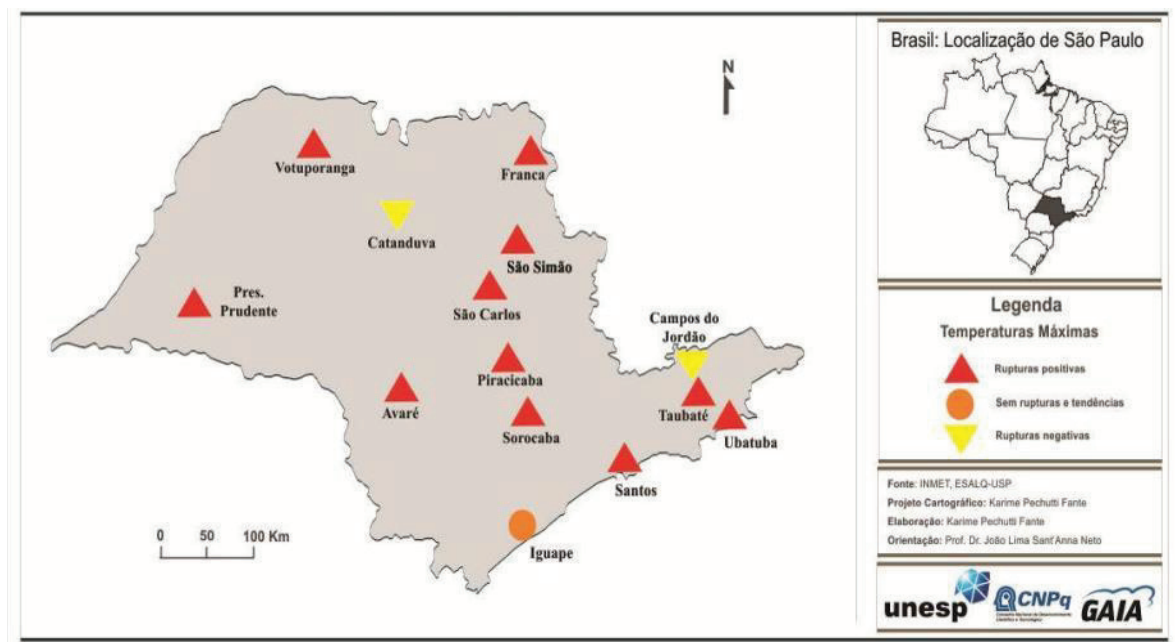 Brasil: Localização de São Paulo
N
Votuporanga
Franca
Catanduva
São Simão
Pres.
Prudente
São Carlos
Campos do
Jordão
Piracicaba
Avaré
Taubaté
Sorocaba
Ubatuba
Santos
Iguape
0 50 100 Km
Legenda
Temperaturas Máximas
Rupturas positivas
Sem rupturas e tendências
Rupturas negativas
Fonte: INMET, ESALQ-USP
Projeto Cartográfico: Karime Pechutti Fante
Elaboração: Karime Pechutti Fante
Orientação: Prof. Dr. João Lima Sant'Anna Neto
unesp
CNPq
GAIA